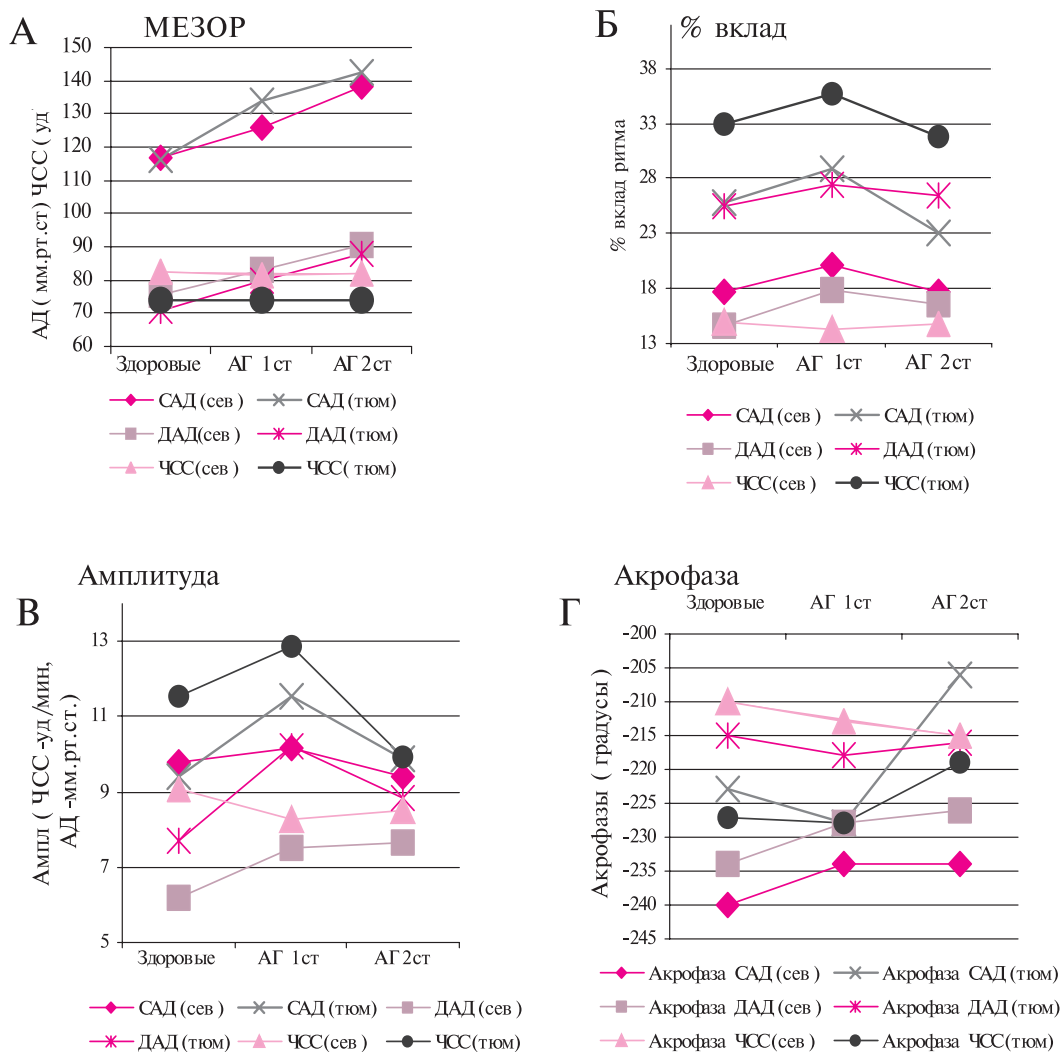 А МЕЗОР
АД ( мм.рт.ст) ЧСС ( уд
150
140
130
120
110
100
90
80
70
60
Здоровые АГ 1ст АГ 2ст
САД (сев ) САД (тюм )
ДАД(сев ) ДАД (тюм )
ЧСС(сев ) ЧСС( тюм )
Б % вклад
% вклад ритма
38
33
28
23
18
13
Здоровые АГ 1ст АГ 2ст
САД (сев ) САД (тюм)
ДАД (сев ) ДАД (тюм)
ЧСС(сев ) ЧСС (тюм)
В Амплитуда
Ампл ( ЧСС -уд /мин,
АД -мм.рт.ст.)
13
11
9
7
5
Здоровые АГ 1ст АГ 2ст
САД (сев ) САД (тюм ) ДАД (сев )
ДАД (тюм) ЧСС(сев ) ЧСС (тюм )
Г Акрофаза
Здоровые АГ 1ст АГ 2ст
Акрофазы ( градусы )
-200
-205
-210
-215
-220
-225
-230
-235
-240
-245
Акрофаза САД (сев ) Акрофаза САД (тюм)
Акрофаза ДАД (сев ) Акрофаза ДАД (тюм)
Акрофаза ЧСС (сев ) Акрофаза ЧСС(тюм)